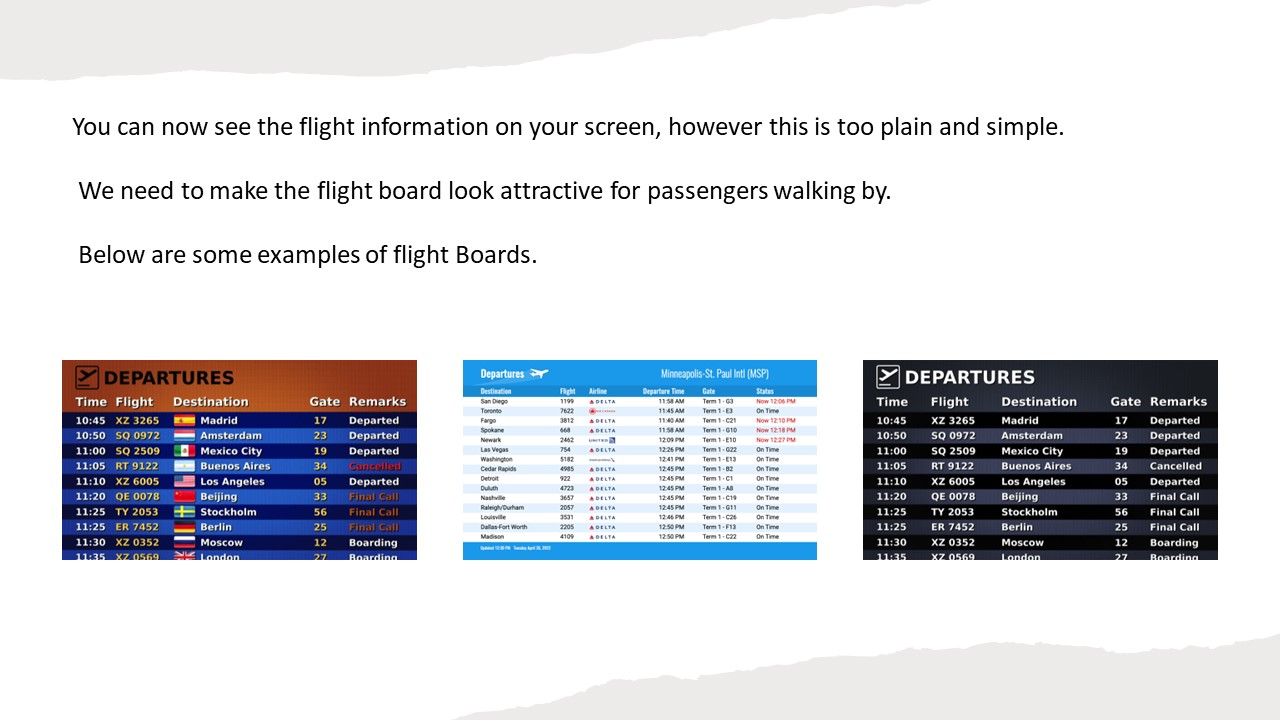 You can now see the flight information on your screen, however this is too plain and simple.
We need to make the flight board look attractive for passengers walking by.
Below are some examples of flight Boards.
DEPARTURES
Time Flight Destination Gate Remarks
10:45 XZ 3265 Madrid 17 Departed
10:50 SQ 0972 Amsterdam 23 Departed
11:00 SQ 2509 Mexico City 19 Departed
11:05 RT 9122 Buenos Aires 34 Cancelled
11:10 XZ 6005 Los Angeles 05 Departed
11:20 QE 0078 Beijing 33 Final Call
11:25 TY 2053 Stockholm 56 Final Call
11:25 ER 7452 Berlin 25 Final Call
11:30 XZ 0352 Moscow 12 Boarding
11:35 XZ 0569 London 27 Boarding
Departures Minneapolis-St. Paul Intl (MSP)
Destination Flight Airline Departure Time Gate Status
San Diego 1199 DELTA 11:58 AM Term 1 - G3 Now 12:06 PM
Toronto 7622 11:45 AM Term 1 - E3 On Time
Fargo 3812 DELTA 11:40 AM Term 1 - C21 Now 12:10 PM
Spokane 668 DELTA 11:58 AM Term 1 - G10 Now 12:18 PM
Newark 2462 UNITED 12:09 PM Term 1 - E10 Now 12:27 PM
Las Vegas 754 DELTA 12:26 PM Term 1 - G22 On Time
Washington 5182 12:41 PM Term 1 - E13 On Time
Cedar Rapids 4985 DELTA 12:45 PM Term 1 - B2 On Time
Detroit 922 DELTA 12:45 PM Term 1 - C1 On Time
Duluth 4723 DELTA 12:45 PM Term 1 - A8 On Time
Nashville 3657 DELTA 12:45 PM Term 1 - C19 On Time
Raleigh/Durham 2057 DELTA 12:45 PM Term 1 - G11 On Time
Louisville 3531 DELTA 12:46 PM Term 1 - C26 On Time
Dallas-Fort Worth 2205 DELTA 12:50 PM Term 1 - F13 On Time
Madison 4109 DELTA 12:50 PM Term 1 - C22 On Time
DEPARTURES
Time Flight Destination Gate Remarks
10:45 XZ 3265 Madrid 17 Departed
10:50 SQ 0972 Amsterdam 23 Departed
11:00 SQ 2509 Mexico City 19 Departed
11:05 RT 9122 Buenos Aires 34 Cancelled
11:10 XZ 6005 Los Angeles 05 Departed
11:20 QE 0078 Beijing 33 Final Call
11:25 TY 2053 Stockholm 56 Final Call
11:25 ER 7452 Berlin 25 Final Call
11:30 XZ 0352 Moscow 12 Boarding
11:35 XZ 0569 London 27 Boarding